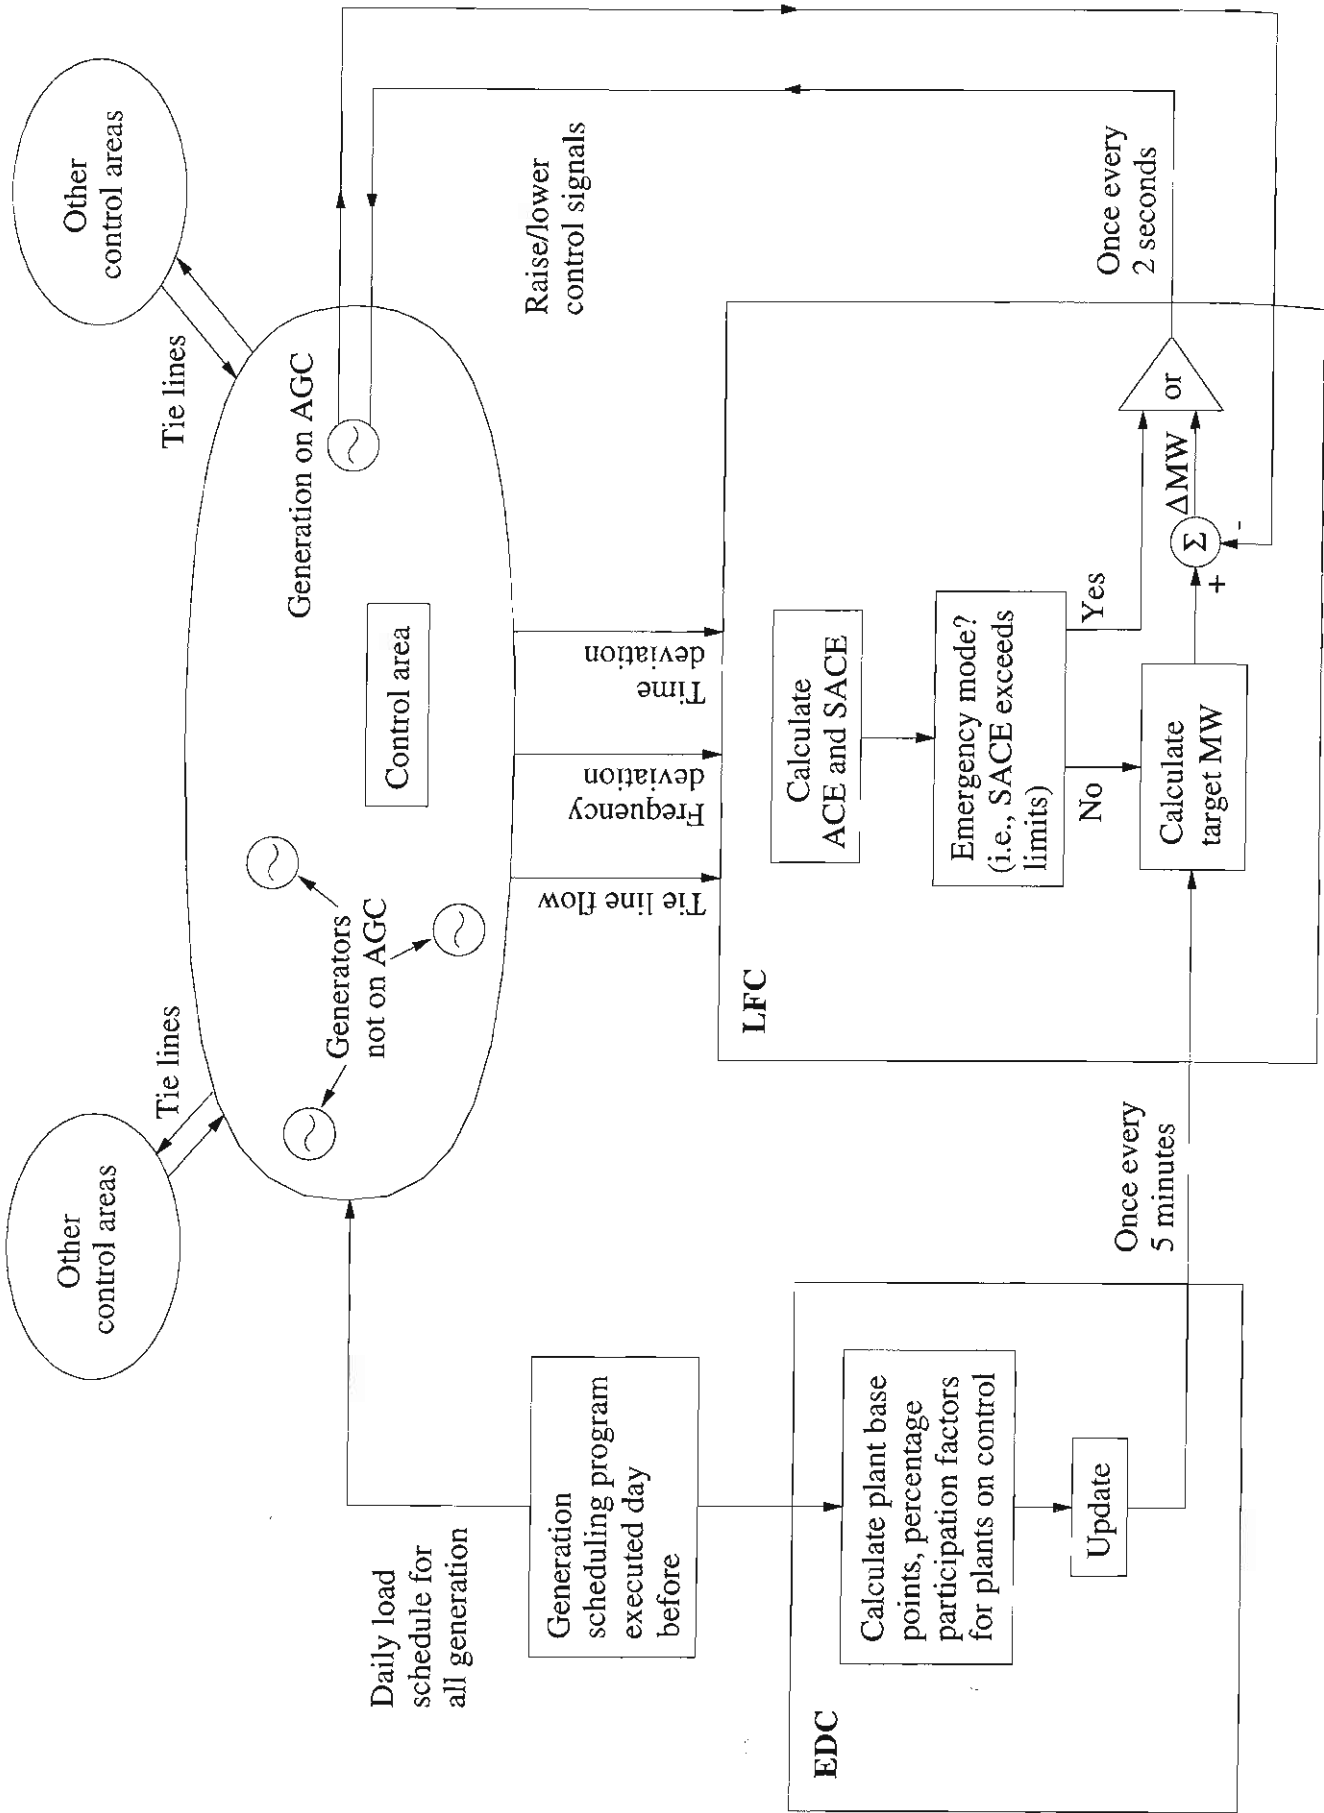 Other
control areas
Tie lines
Other
control areas
Tie lines
Generators
not on AGC
Generation on AGC
Control area
Daily load
schedule for
all generation
Raise/lower
control signals
Tie line flow
Frequency
deviation
Time
deviation
Generation
scheduling program
executed day
before
LFC
Calculate
ACE and SACE
Emergency mode?
(i.e., SACE exceeds
limits)
No
Yes
Calculate
target MW
+
Σ
-
ΔMW
or
Once every
2 seconds
EDC
Calculate plant base
points, percentage
participation factors
for plants on control
Update
Once every
5 minutes